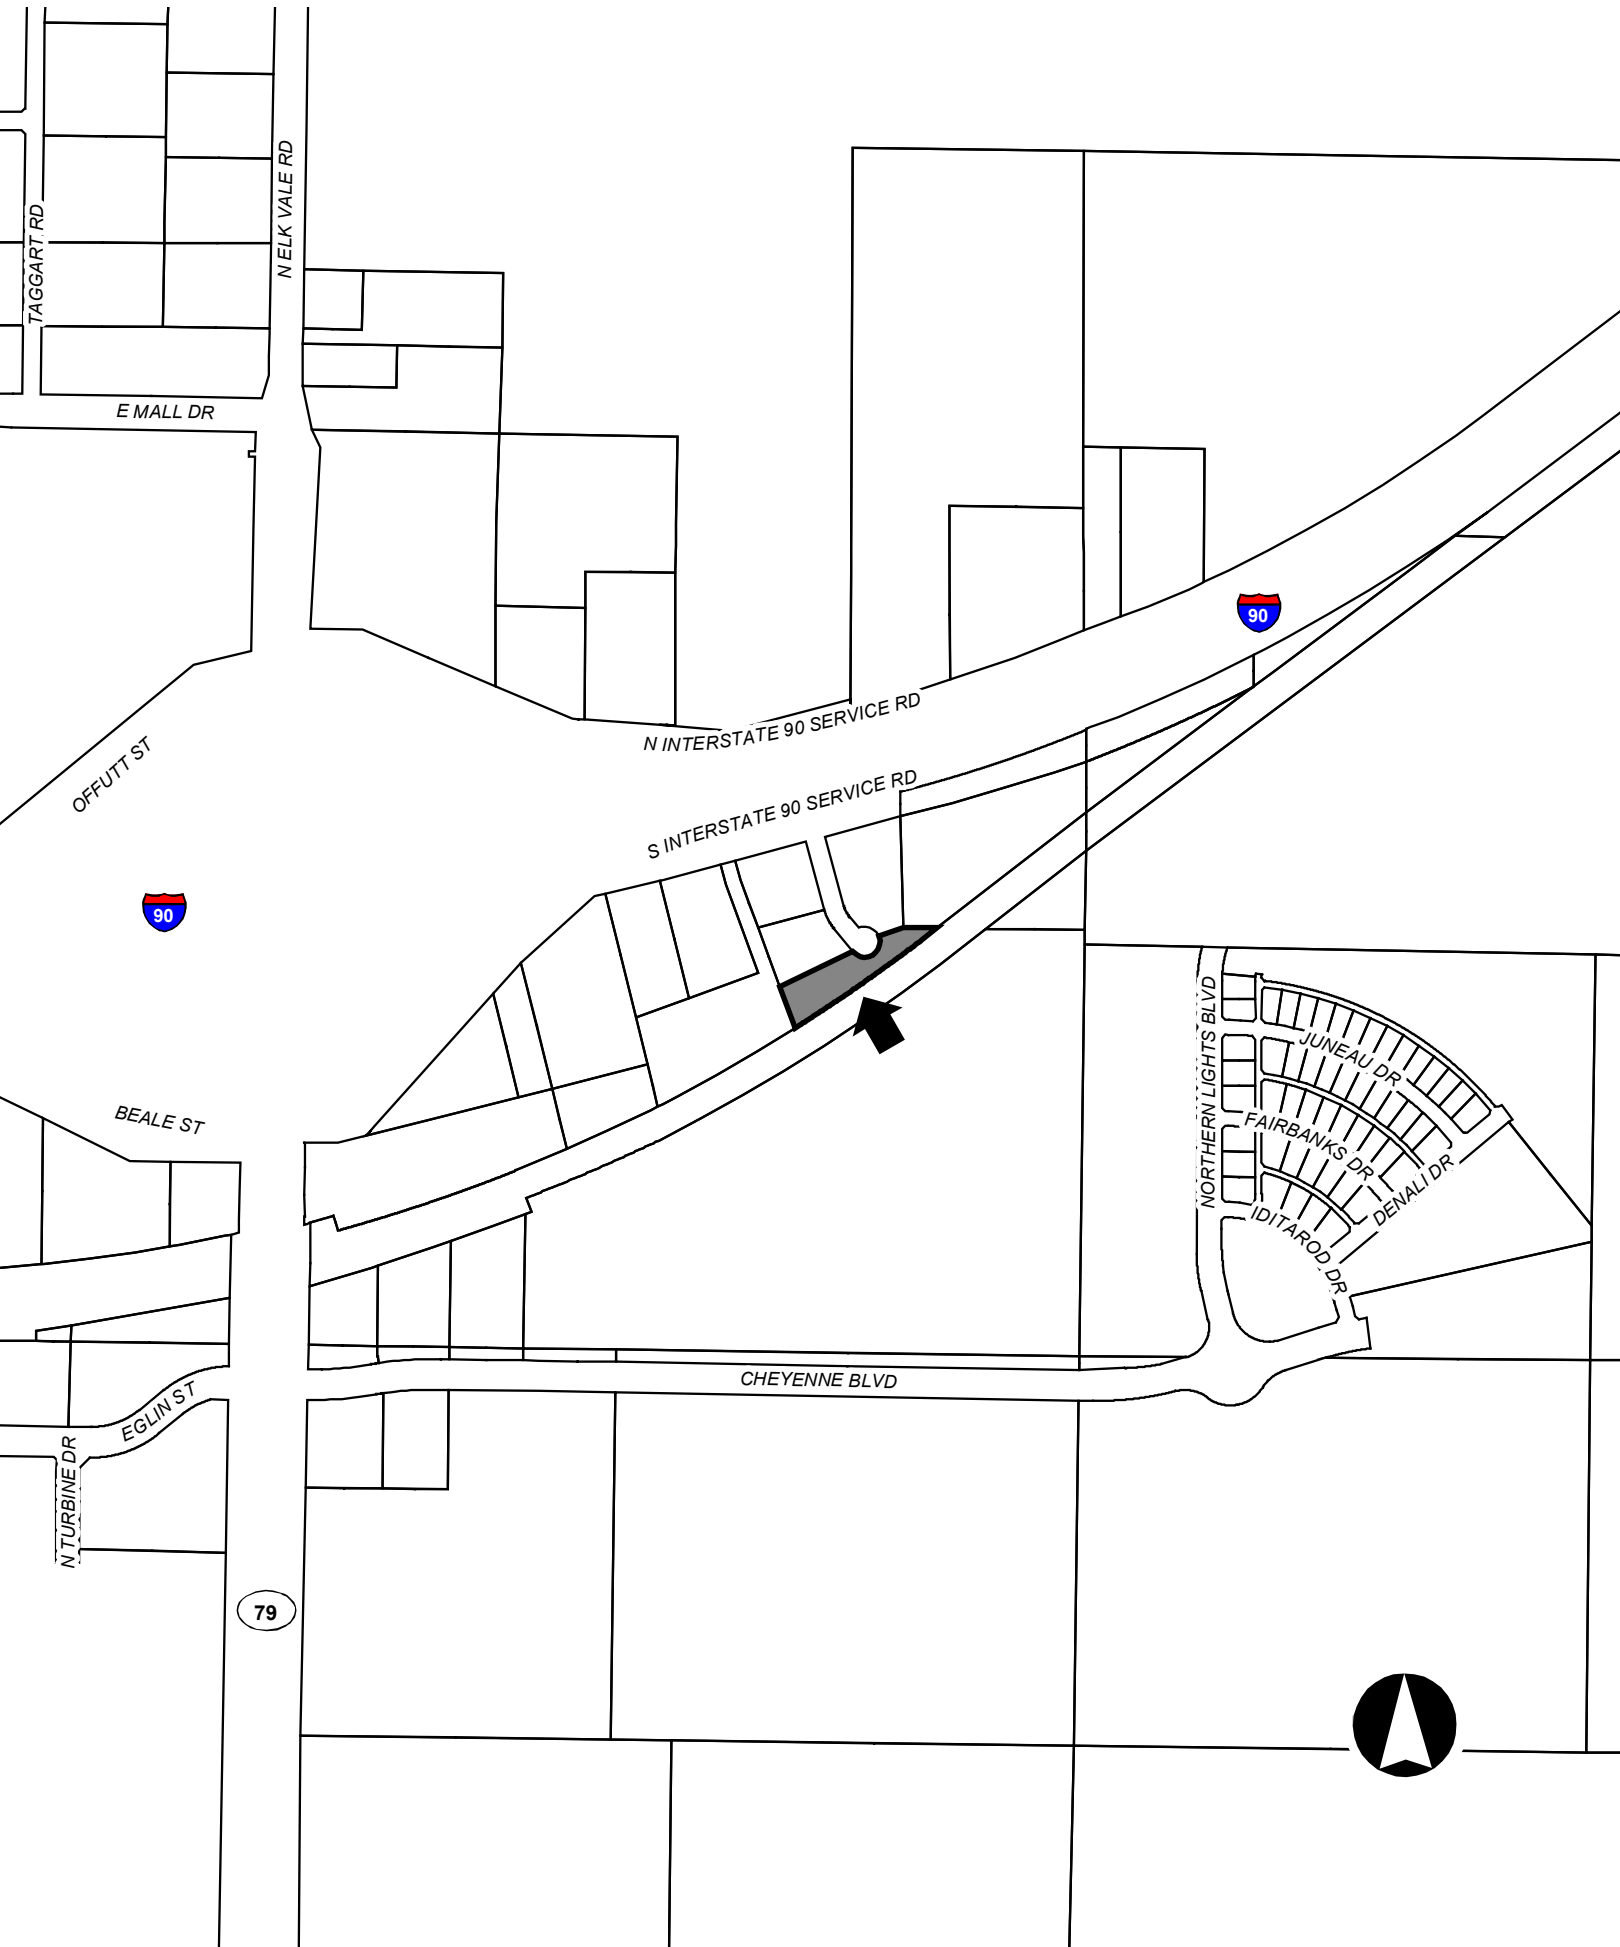 N ELK VALE RD
TAGGART RD
E MALL DR
90
N INTERSTATE 90 SERVICE RD
OFFUTT ST
S INTERSTATE 90 SERVICE RD
90
NORTHERN LIGHTS BLVD
JUNEAU DR
BEALE ST
FAIRBANKS DR
DENALI DR
IDITAROD DR
CHEYENNE BLVD
EGLIN ST
N TURBINE DR
79